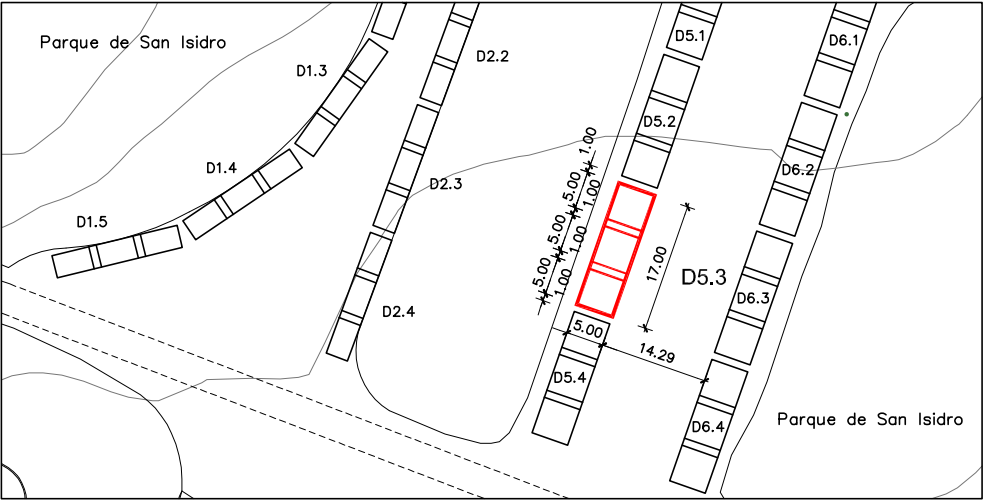 Parque de San Isidro
D5.1
D6.1
D2.2
D1.3
D5.2
1.00
D1.4
D6.2
D2.3
5.00
1.00
D1.5
5.00
1.00
17.00
D5.3
5.00
1.00
D6.3
D2.4
5.00
14.29
D5.4
Parque de San Isidro
D6.4